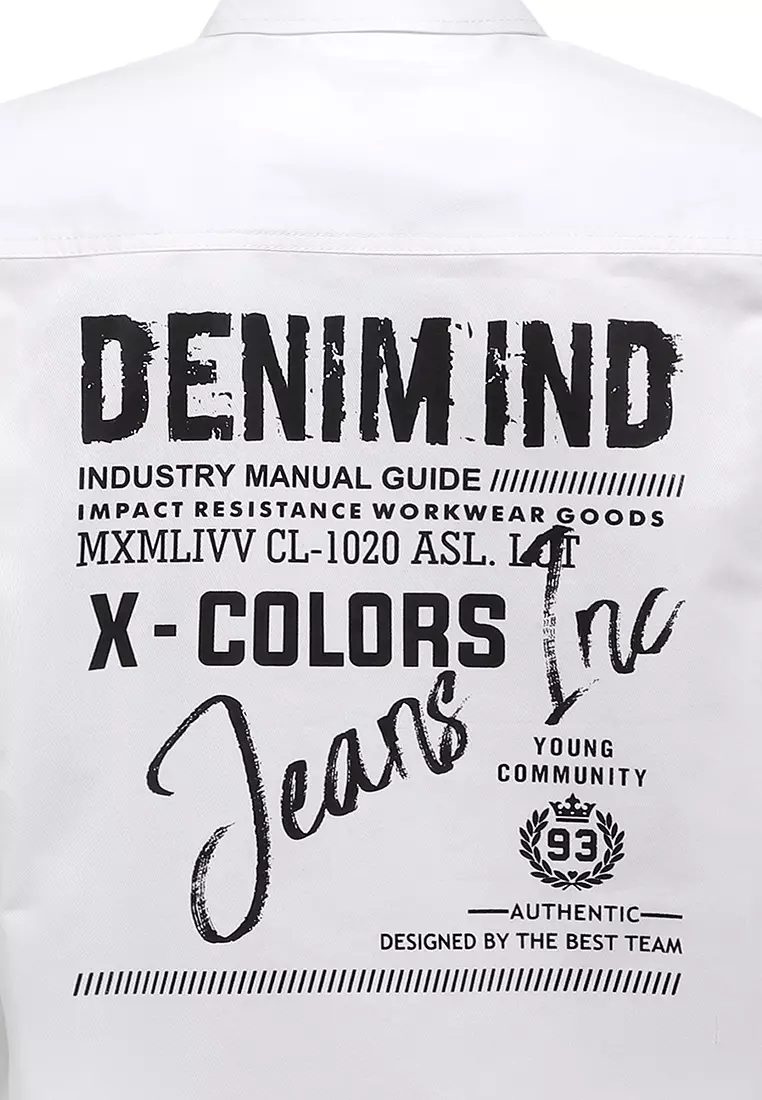 DENIM IND
INDUSTRY MANUAL GUIDE ////////////////////
IMPACT RESISTANCE WORKWEAR GOODS
MXMLIVV CL-1020 ASL. LOT
X-COLORS
Jeans Inc
YOUNG
COMMUNITY
93
AUTHENTIC
DESIGNED BY THE BEST TEAM